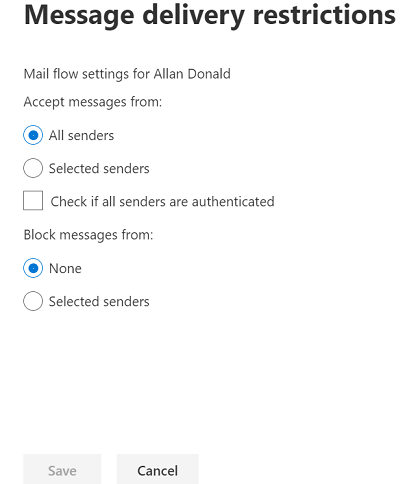 Message delivery restrictions
Mail flow settings for Allan Donald
Accept messages from:
All senders
Selected senders
Check if all senders are authenticated
Block messages from:
None
Selected senders
Save Cancel